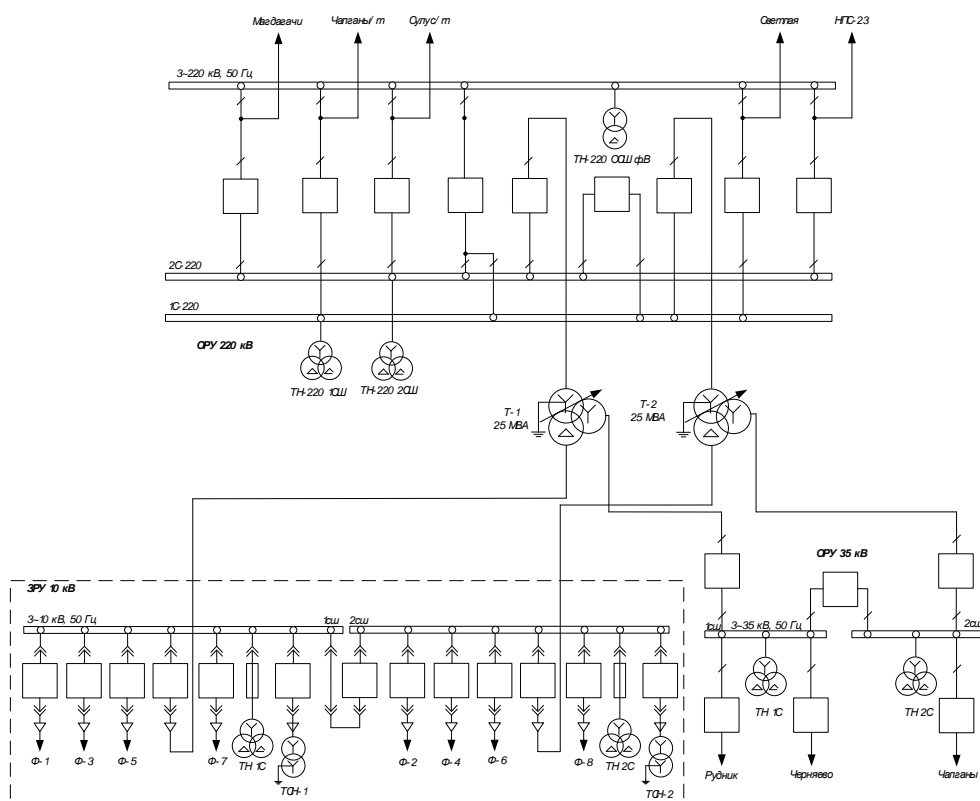 Магдагачи
Чалганы/ т
Сулус/ т
Светлая
НПС-23
3~220 кВ, 50 Гц
ТН-220 ОСШ фВ
2С-220
1С-220
ОРУ 220 кВ
ТН-220 1СШ
ТН-220 2СШ
Т-1
25 МВА
Т-2
25 МВА
ОРУ 35 кВ
ЗРУ 10 кВ
3~10 кВ, 50 Гц
1сш
2сш
1сш
3~35 кВ, 50 Гц
2сш
ТН 1С
ТН 2С
Ф-1
Ф-3
Ф-5
Ф-7
ТН 1С
ТСН-1
Ф-2
Ф-4
Ф-6
Ф-8
ТН 2С
ТСН-2
Рудник
Черняево
Чалганы